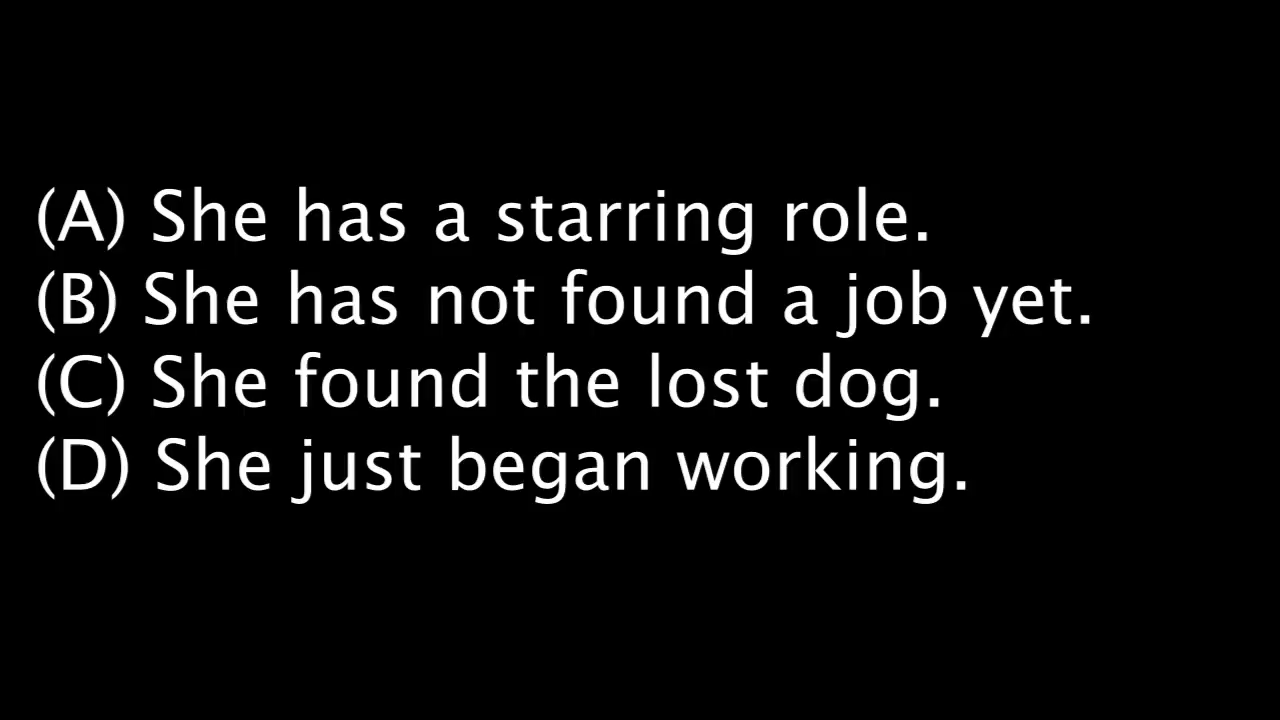 (A) She has a starring role.
(B) She has not found a job yet.
(C) She found the lost dog.
(D) She just began working.